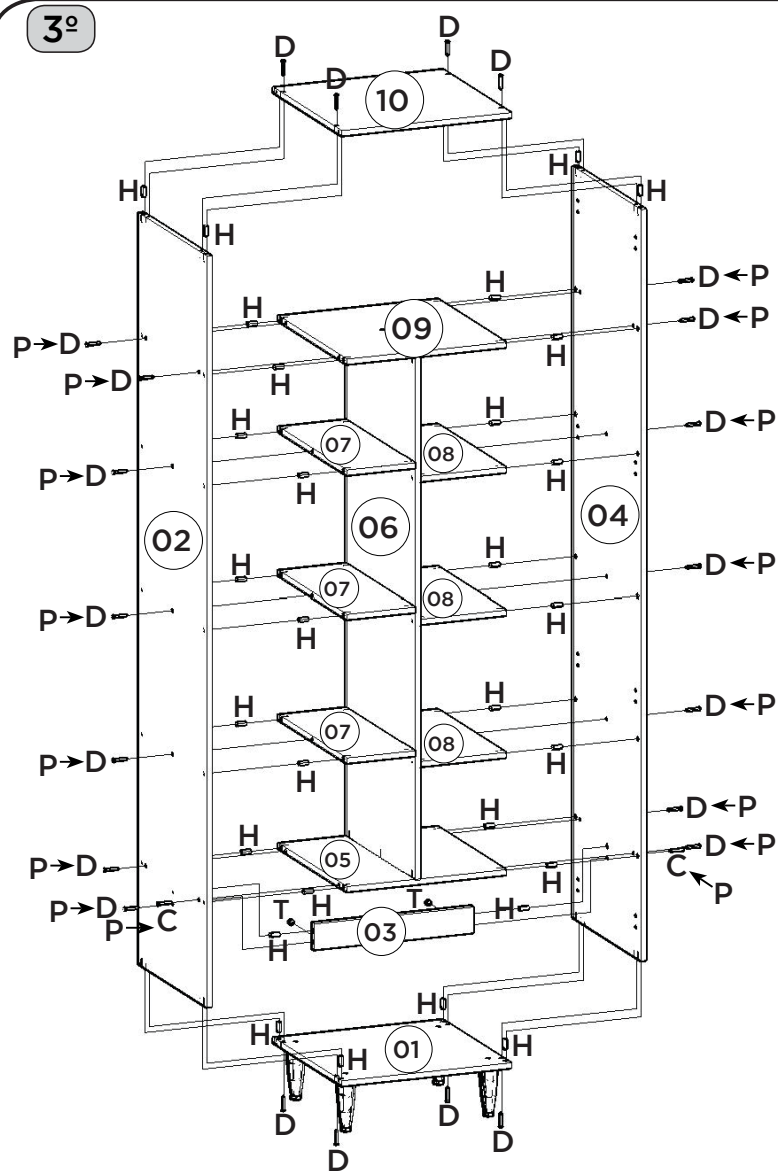 3º
D D
D D
10
H H
H H
H D←P
H 09 D←P
P→D H
P→D H
H H
07 08 D←P
P→D H H
02 06 04
H H
07 08 D←P
P→D H H
H H
07 08 D←P
P→D H H
H D←P
H 05 D←P
P→D H C
P→D H T H P
P→C T
H 03
H H
H 01 H
D D
D D